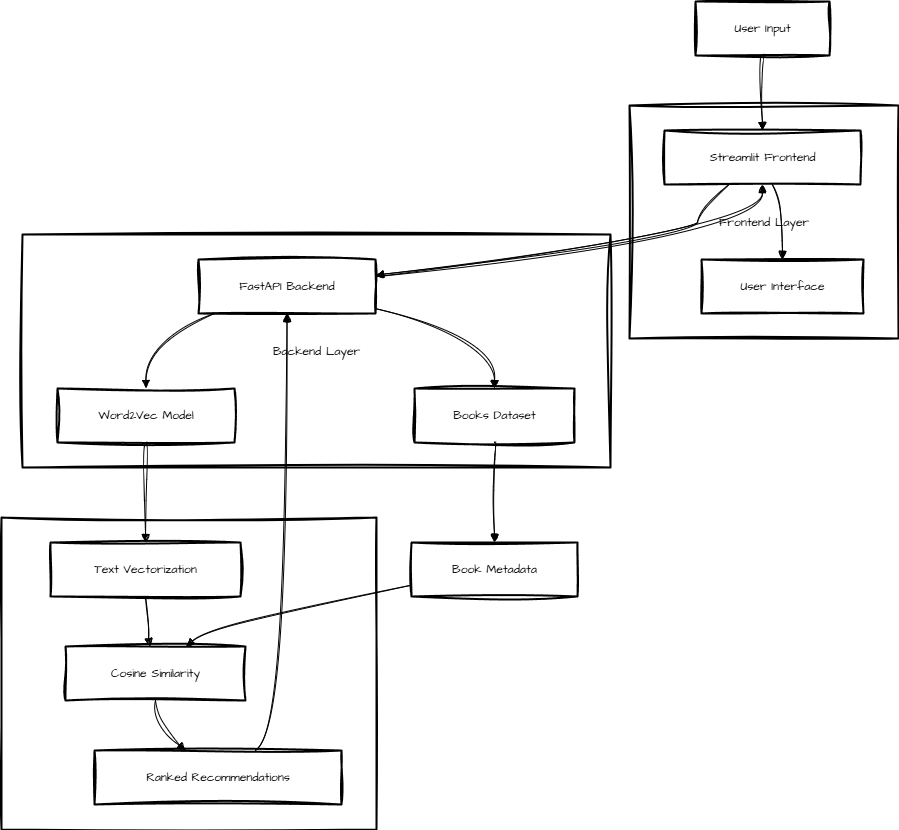 User Input
Streamlit Frontend
Frontend Layer
FastAPI Backend
User Interface
Backend Layer
Word2Vec Model
Books Dataset
Text Vectorization
Book Metadata
Cosine Similarity
Ranked Recommendations